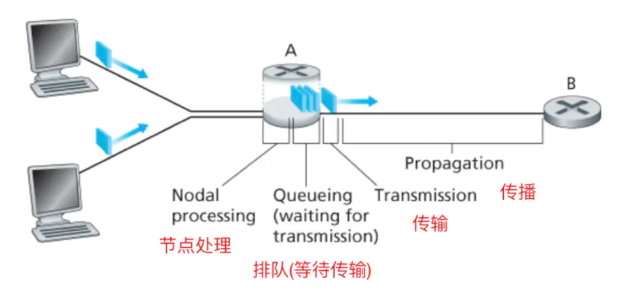 A
B
Propagation
传播
Nodal
processing
节点处理
Queueing
(waiting for
transmission)
排队(等待传输)
Transmission
传输